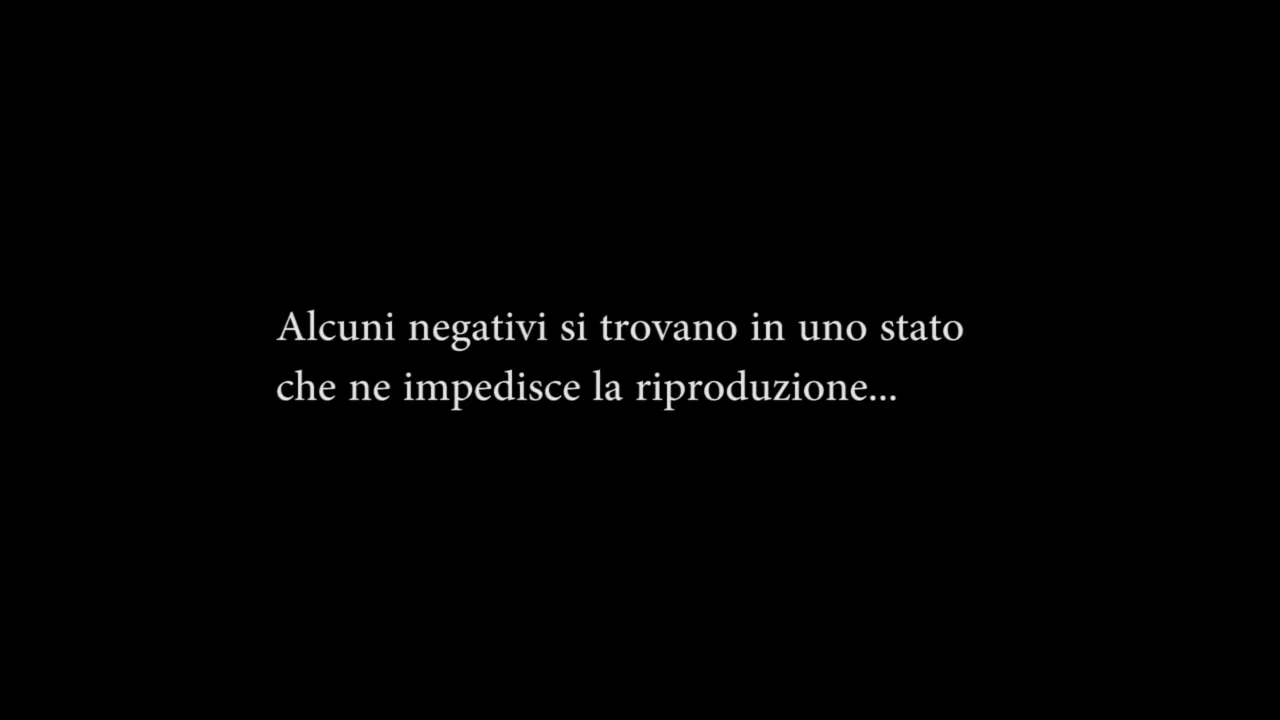 Alcuni negativi si trovano in uno stato
che ne impedisce la riproduzione...